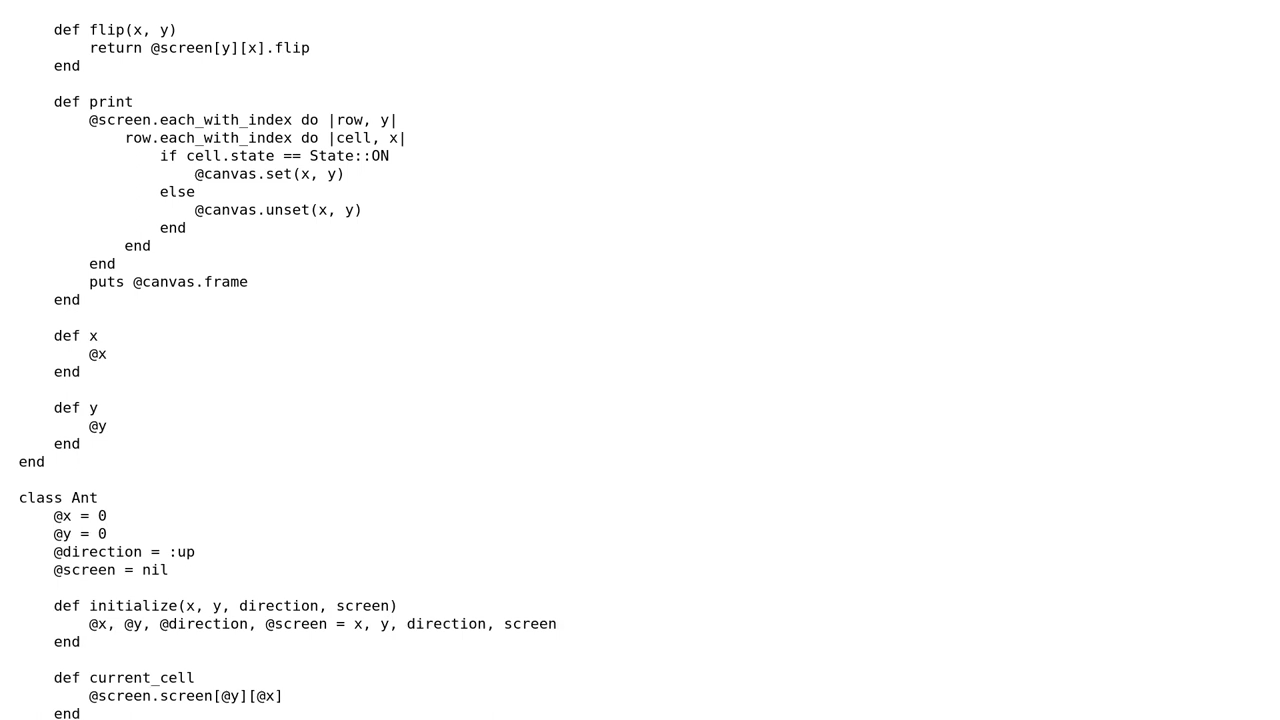 def flip(x, y)
        return @screen[y][x].flip
    end

    def print
        @screen.each_with_index do |row, y|
            row.each_with_index do |cell, x|
                if cell.state == State::ON
                    @canvas.set(x, y)
                else
                    @canvas.unset(x, y)
                end
            end
        end
        puts @canvas.frame
    end

    def x
        @x
    end

    def y
        @y
    end
end

class Ant
    @x = 0
    @y = 0
    @direction = :up
    @screen = nil

    def initialize(x, y, direction, screen)
        @x, @y, @direction, @screen = x, y, direction, screen
    end

    def current_cell
        @screen.screen[@y][@x]
    end